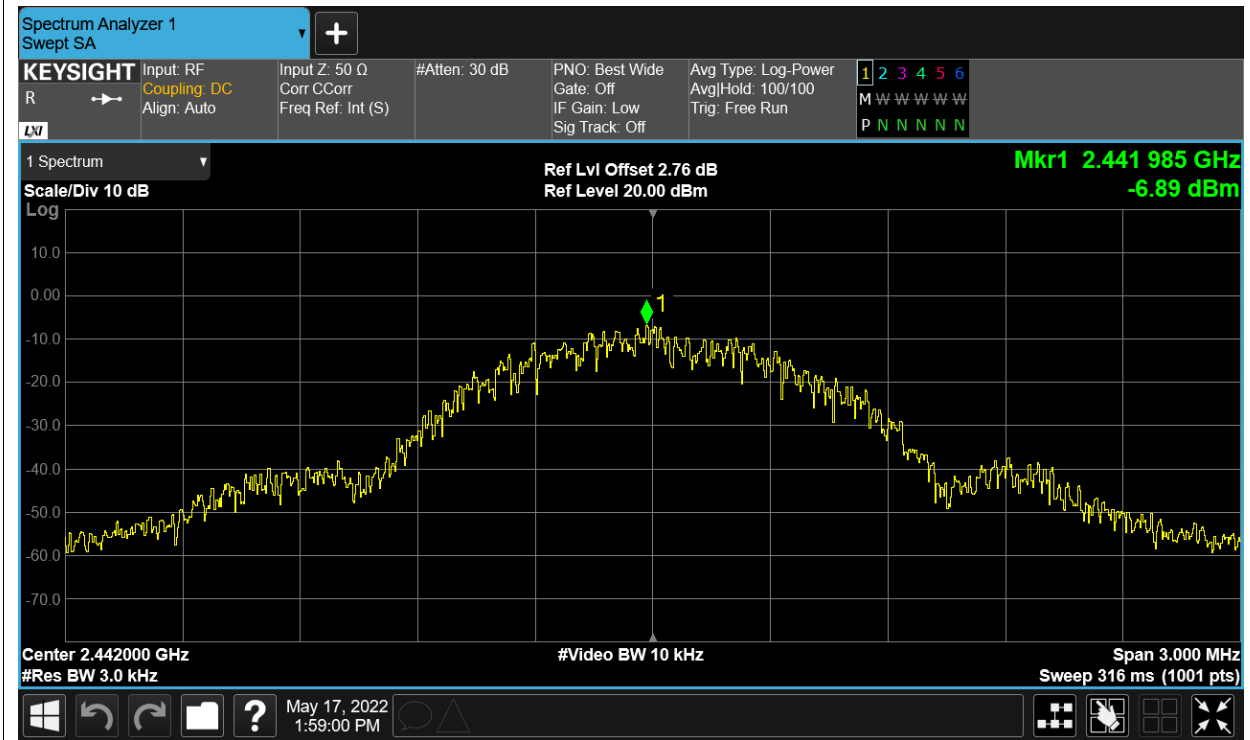 Spectrum Analyzer 1
Swept SA
KEYSIGHT
R
LXI
Input: RF
Coupling: DC
Align: Auto
Input Z: 50 Ω
Corr CCorr
Freq Ref: Int (S)
#Atten: 30 dB
PNO: Best Wide
Gate: Off
IF Gain: Low
Sig Track: Off
Avg Type: Log-Power
Avg|Hold: 100/100
Trig: Free Run
1 2 3 4 5 6
M W W W W W
P N N N N N
1 Spectrum
Scale/Div 10 dB
Ref Lvl Offset 2.76 dB
Ref Level 20.00 dBm
Mkr1 2.441 985 GHz
-6.89 dBm
Log
10.0
0.00
-10.0
-20.0
-30.0
-40.0
-50.0
-60.0
-70.0
1
Center 2.442000 GHz
#Res BW 3.0 kHz
#Video BW 10 kHz
Span 3.000 MHz
Sweep 316 ms (1001 pts)
?
May 17, 2022
1:59:00 PM